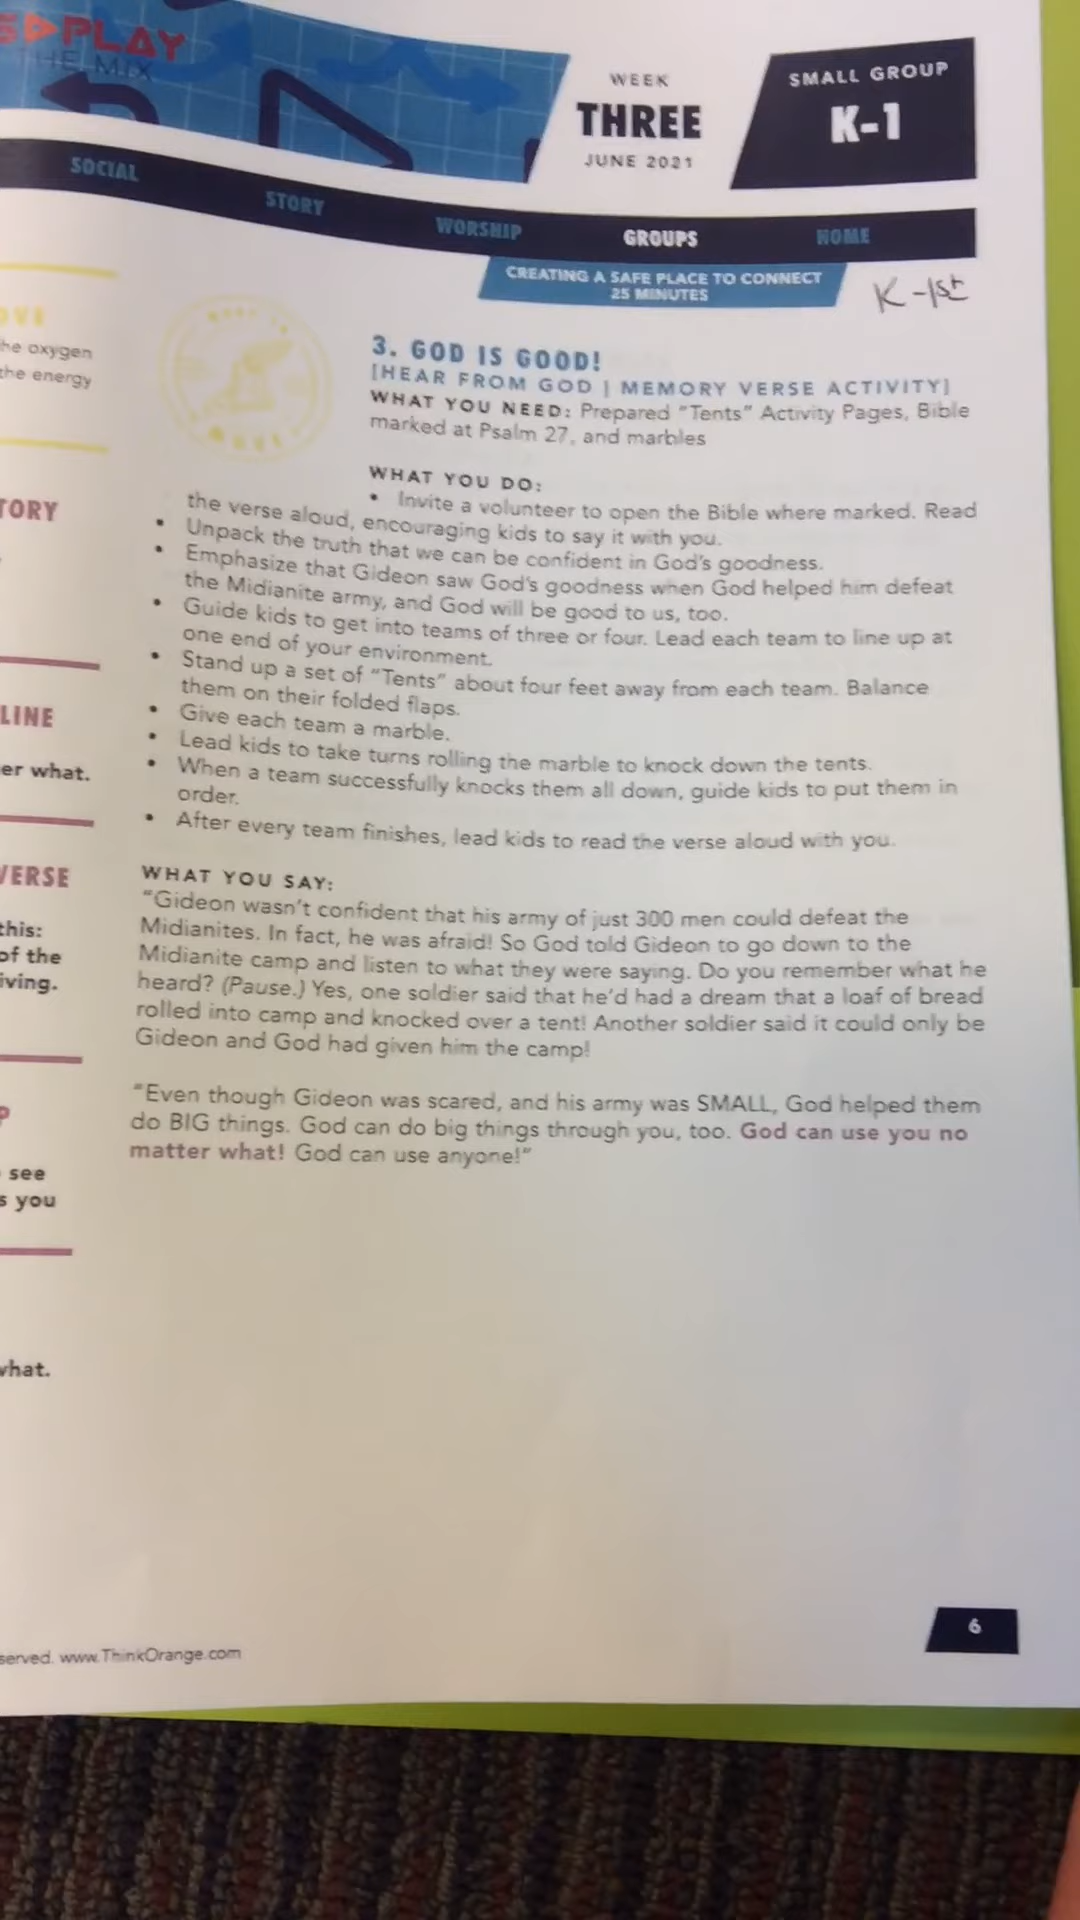 PLAY
THE MIX
WEEK
THREE
JUNE 2021
SMALL GROUP
K-1
SOCIAL
STORY
WORSHIP
GROUPS
HOME
CREATING A SAFE PLACE TO CONNECT
25 MINUTES
K-1st
he oxygen
the energy
TORY
LINE
er what.
VERSE
this:
of the
iving.
see
s you
what.
MOVE
3. GOD IS GOOD!
[HEAR FROM GOD | MEMORY VERSE ACTIVITY]
WHAT YOU NEED: Prepared "Tents" Activity Pages, Bible
marked at Psalm 27, and marbles
WHAT YOU DO:
• Invite a volunteer to open the Bible where marked. Read
the verse aloud, encouraging kids to say it with you.
• Unpack the truth that we can be confident in God's goodness.
• Emphasize that Gideon saw God's goodness when God helped him defeat
the Midianite army, and God will be good to us, too.
• Guide kids to get into teams of three or four. Lead each team to line up at
one end of your environment.
• Stand up a set of "Tents" about four feet away from each team. Balance
them on their folded flaps.
• Give each team a marble.
• Lead kids to take turns rolling the marble to knock down the tents.
• When a team successfully knocks them all down, guide kids to put them in
order.
• After every team finishes, lead kids to read the verse aloud with you.
WHAT YOU SAY:
"Gideon wasn't confident that his army of just 300 men could defeat the
Midianites. In fact, he was afraid! So God told Gideon to go down to the
Midianite camp and listen to what they were saying. Do you remember what he
heard? (Pause.) Yes, one soldier said that he'd had a dream that a loaf of bread
rolled into camp and knocked over a tent! Another soldier said it could only be
Gideon and God had given him the camp!
"Even though Gideon was scared, and his army was SMALL, God helped them
do BIG things. God can do big things through you, too. God can use you no
matter what! God can use anyone!"
6
served. www.ThinkOrange.com